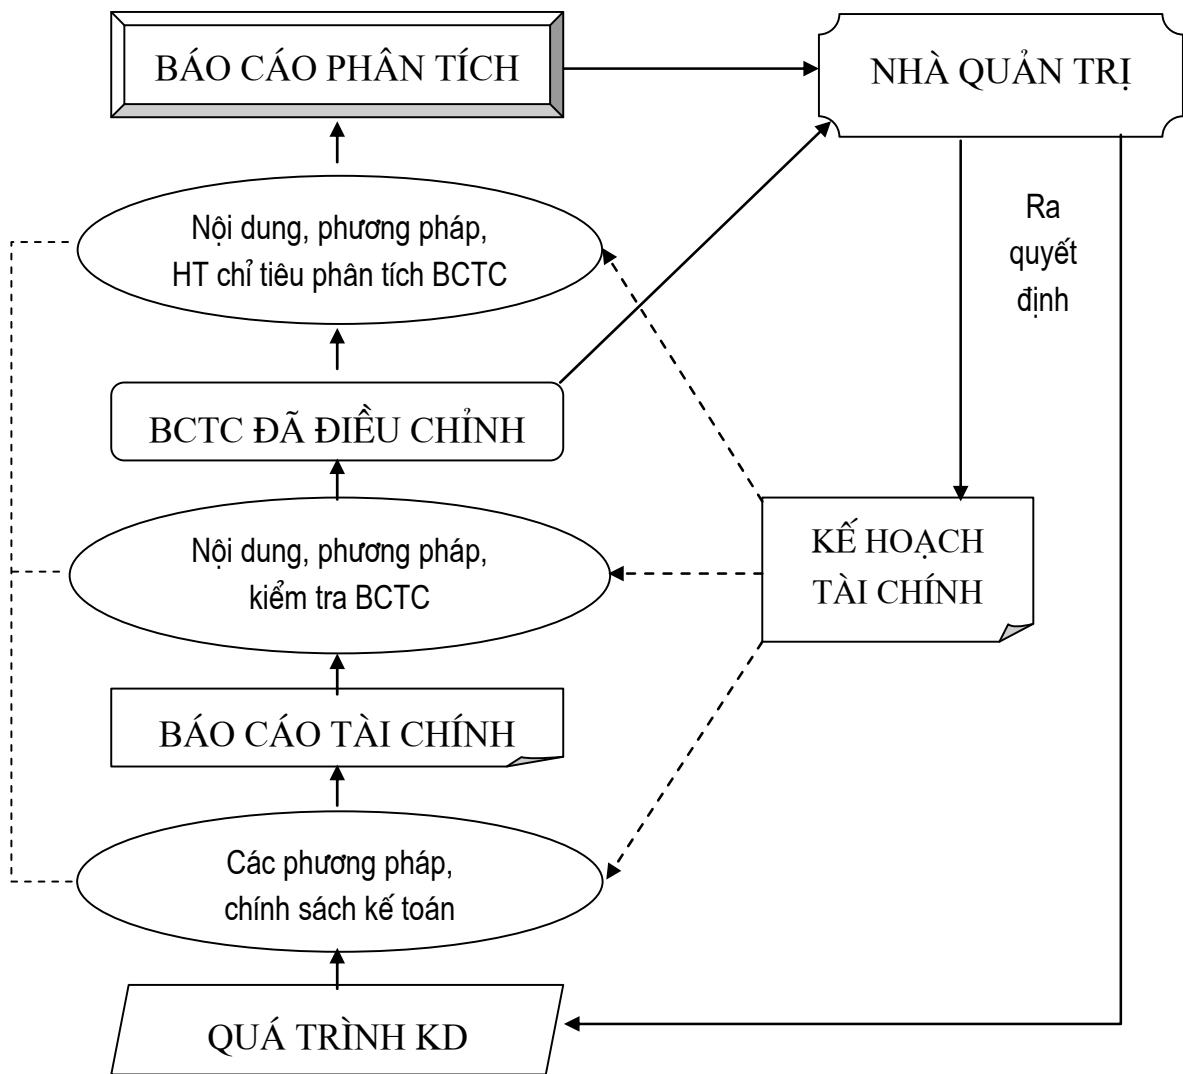 BÁO CÁO PHÂN TÍCH
NHÀ QUẢN TRỊ
Nội dung, phương pháp,
HT chỉ tiêu phân tích BCTC
Ra
quyết
định
BCTC ĐÃ ĐIỀU CHỈNH
Nội dung, phương pháp,
kiểm tra BCTC
KẾ HOẠCH
TÀI CHÍNH
BÁO CÁO TÀI CHÍNH
Các phương pháp,
chính sách kế toán
QUÁ TRÌNH KD